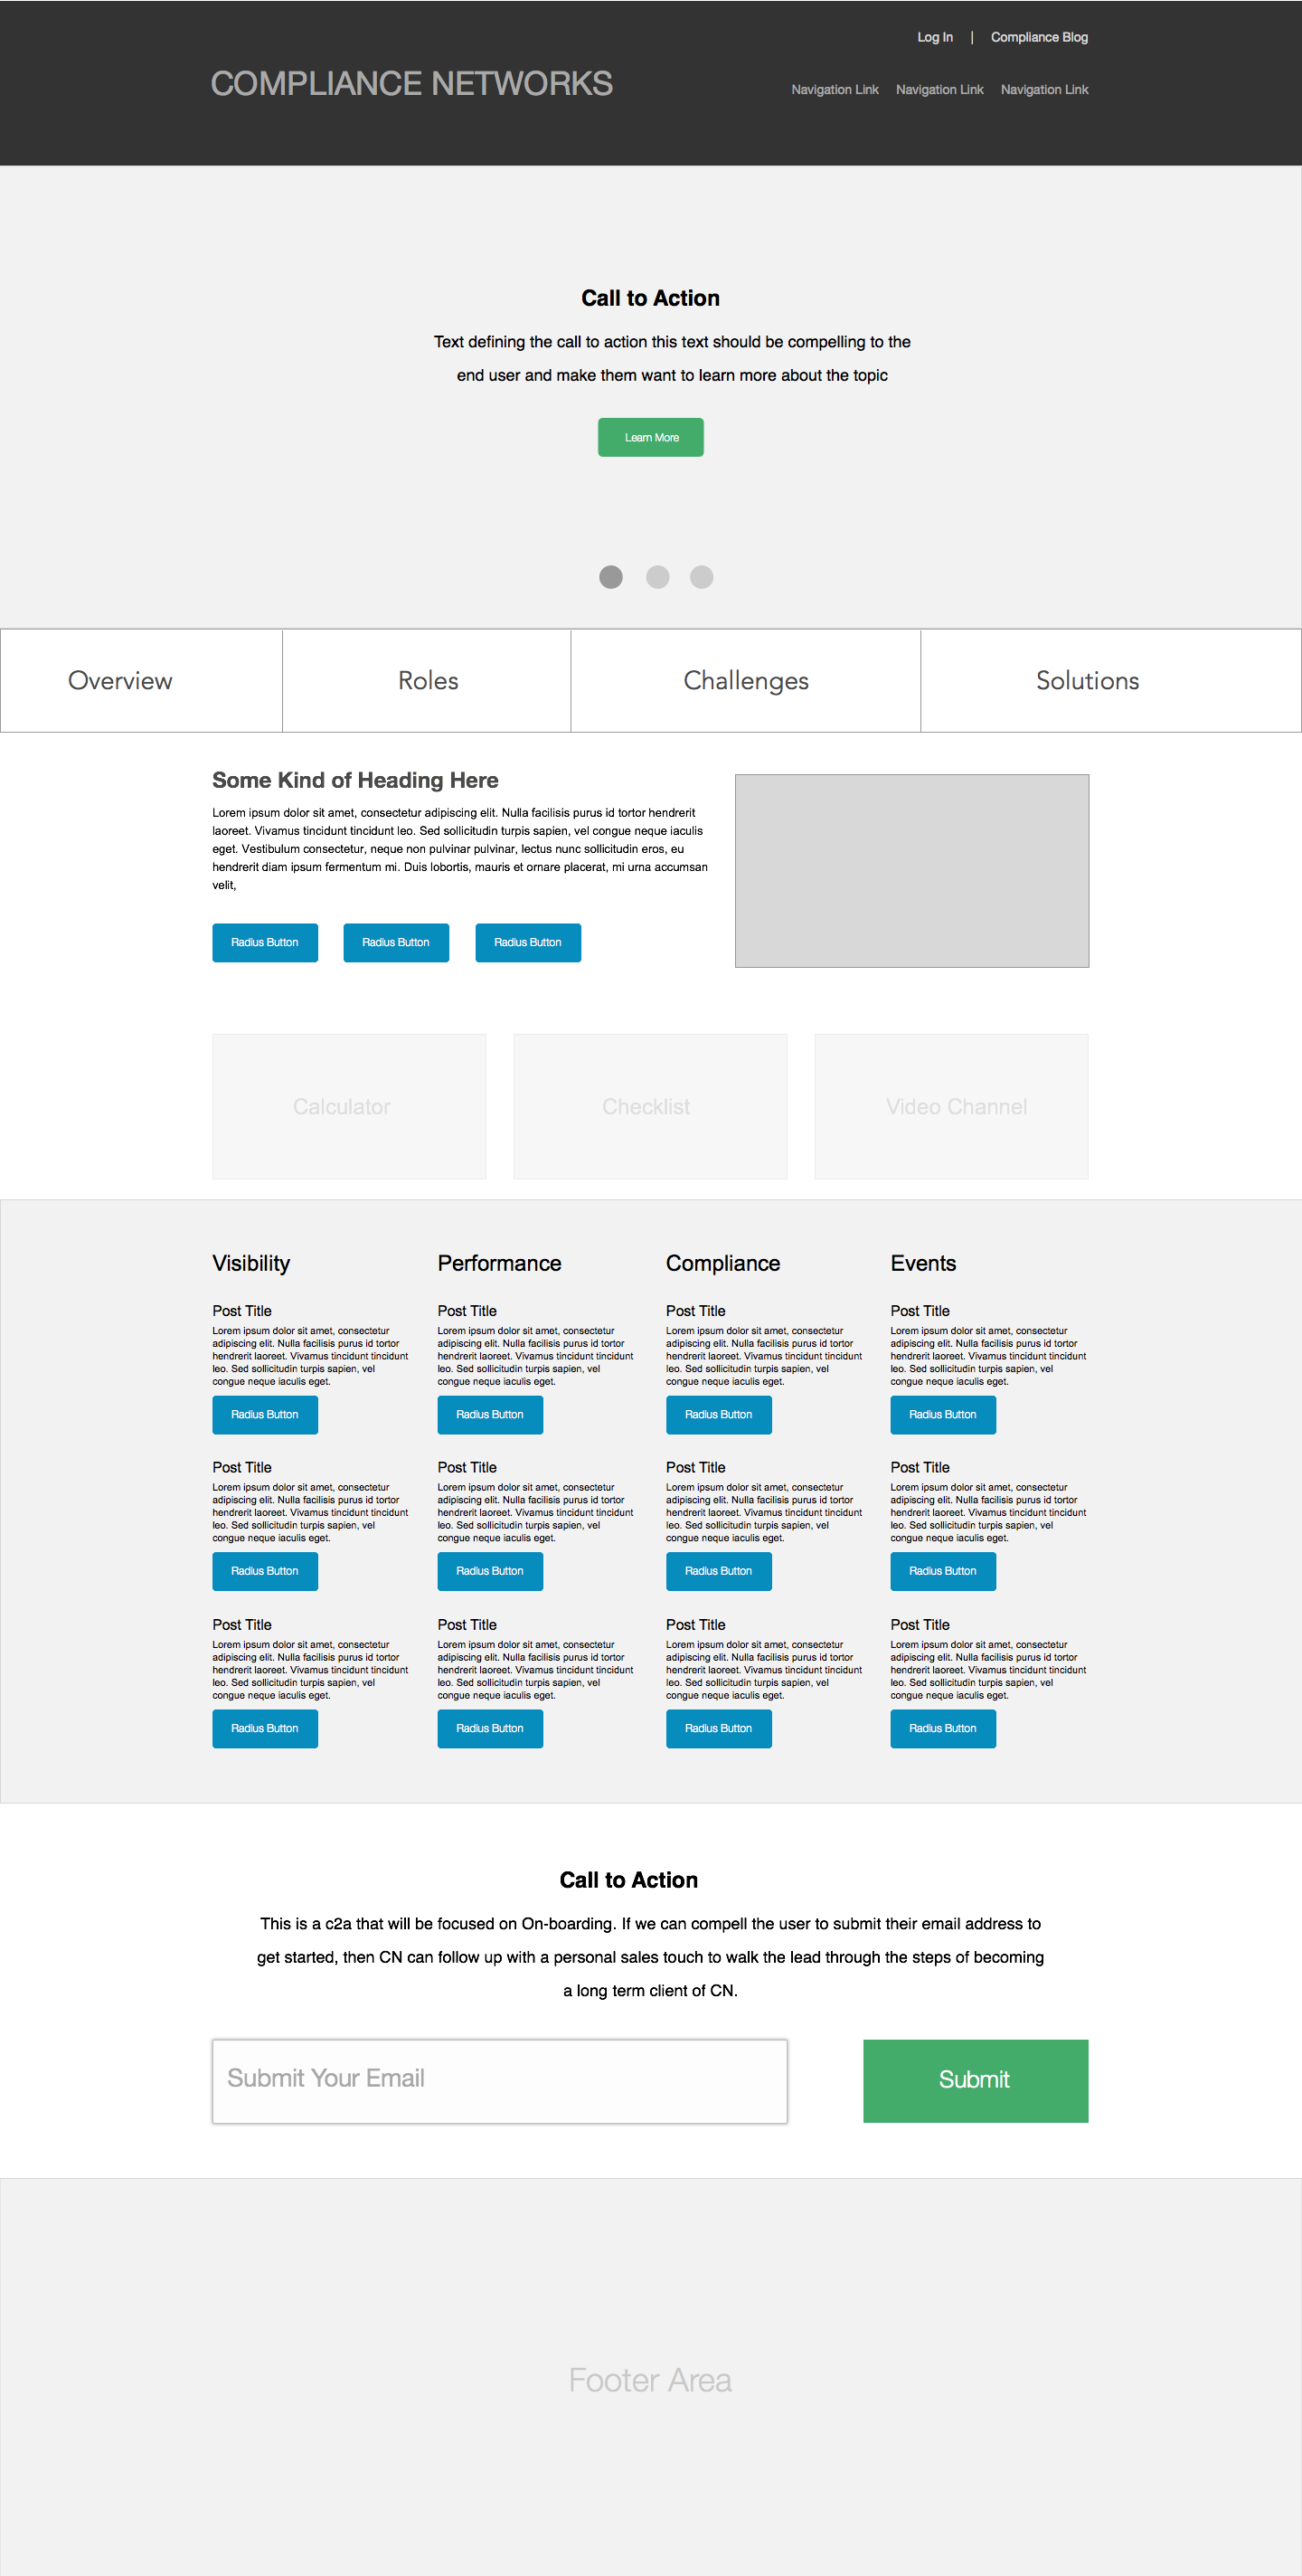 Log In | Compliance Blog
COMPLIANCE NETWORKS
Navigation Link Navigation Link Navigation Link
Call to Action
Text defining the call to action this text should be compelling to the
end user and make them want to learn more about the topic
Learn More
Overview Roles Challenges Solutions
Some Kind of Heading Here
Lorem ipsum dolor sit amet, consectetur adipiscing elit. Nulla facilisis purus id tortor hendrerit
laoreet. Vivamus tincidunt tincidunt leo. Sed sollicitudin turpis sapien, vel congue neque iaculis
eget. Vestibulum consectetur, neque non pulvinar pulvinar, lectus nunc sollicitudin eros, eu
hendrerit diam ipsum fermentum mi. Duis lobortis, mauris et ornare placerat, mi urna accumsan
velit,
Radius Button Radius Button Radius Button
Calculator Checklist Video Channel
Visibility
Post Title
Lorem ipsum dolor sit amet, consectetur
adipiscing elit. Nulla facilisis purus id tortor
hendrerit laoreet. Vivamus tincidunt tincidunt
leo. Sed sollicitudin turpis sapien, vel
congue neque iaculis eget.
Radius Button
Post Title
Lorem ipsum dolor sit amet, consectetur
adipiscing elit. Nulla facilisis purus id tortor
hendrerit laoreet. Vivamus tincidunt tincidunt
leo. Sed sollicitudin turpis sapien, vel
congue neque iaculis eget.
Radius Button
Post Title
Lorem ipsum dolor sit amet, consectetur
adipiscing elit. Nulla facilisis purus id tortor
hendrerit laoreet. Vivamus tincidunt tincidunt
leo. Sed sollicitudin turpis sapien, vel
congue neque iaculis eget.
Radius Button
Performance
Post Title
Lorem ipsum dolor sit amet, consectetur
adipiscing elit. Nulla facilisis purus id tortor
hendrerit laoreet. Vivamus tincidunt tincidunt
leo. Sed sollicitudin turpis sapien, vel
congue neque iaculis eget.
Radius Button
Post Title
Lorem ipsum dolor sit amet, consectetur
adipiscing elit. Nulla facilisis purus id tortor
hendrerit laoreet. Vivamus tincidunt tincidunt
leo. Sed sollicitudin turpis sapien, vel
congue neque iaculis eget.
Radius Button
Post Title
Lorem ipsum dolor sit amet, consectetur
adipiscing elit. Nulla facilisis purus id tortor
hendrerit laoreet. Vivamus tincidunt tincidunt
leo. Sed sollicitudin turpis sapien, vel
congue neque iaculis eget.
Radius Button
Compliance
Post Title
Lorem ipsum dolor sit amet, consectetur
adipiscing elit. Nulla facilisis purus id tortor
hendrerit laoreet. Vivamus tincidunt tincidunt
leo. Sed sollicitudin turpis sapien, vel
congue neque iaculis eget.
Radius Button
Post Title
Lorem ipsum dolor sit amet, consectetur
adipiscing elit. Nulla facilisis purus id tortor
hendrerit laoreet. Vivamus tincidunt tincidunt
leo. Sed sollicitudin turpis sapien, vel
congue neque iaculis eget.
Radius Button
Post Title
Lorem ipsum dolor sit amet, consectetur
adipiscing elit. Nulla facilisis purus id tortor
hendrerit laoreet. Vivamus tincidunt tincidunt
leo. Sed sollicitudin turpis sapien, vel
congue neque iaculis eget.
Radius Button
Events
Post Title
Lorem ipsum dolor sit amet, consectetur
adipiscing elit. Nulla facilisis purus id tortor
hendrerit laoreet. Vivamus tincidunt tincidunt
leo. Sed sollicitudin turpis sapien, vel
congue neque iaculis eget.
Radius Button
Post Title
Lorem ipsum dolor sit amet, consectetur
adipiscing elit. Nulla facilisis purus id tortor
hendrerit laoreet. Vivamus tincidunt tincidunt
leo. Sed sollicitudin turpis sapien, vel
congue neque iaculis eget.
Radius Button
Post Title
Lorem ipsum dolor sit amet, consectetur
adipiscing elit. Nulla facilisis purus id tortor
hendrerit laoreet. Vivamus tincidunt tincidunt
leo. Sed sollicitudin turpis sapien, vel
congue neque iaculis eget.
Radius Button
Call to Action
This is a c2a that will be focused on On-boarding. If we can compell the user to submit their email address to
get started, then CN can follow up with a personal sales touch to walk the lead through the steps of becoming
a long term client of CN.
Submit Your Email
Submit
Footer Area